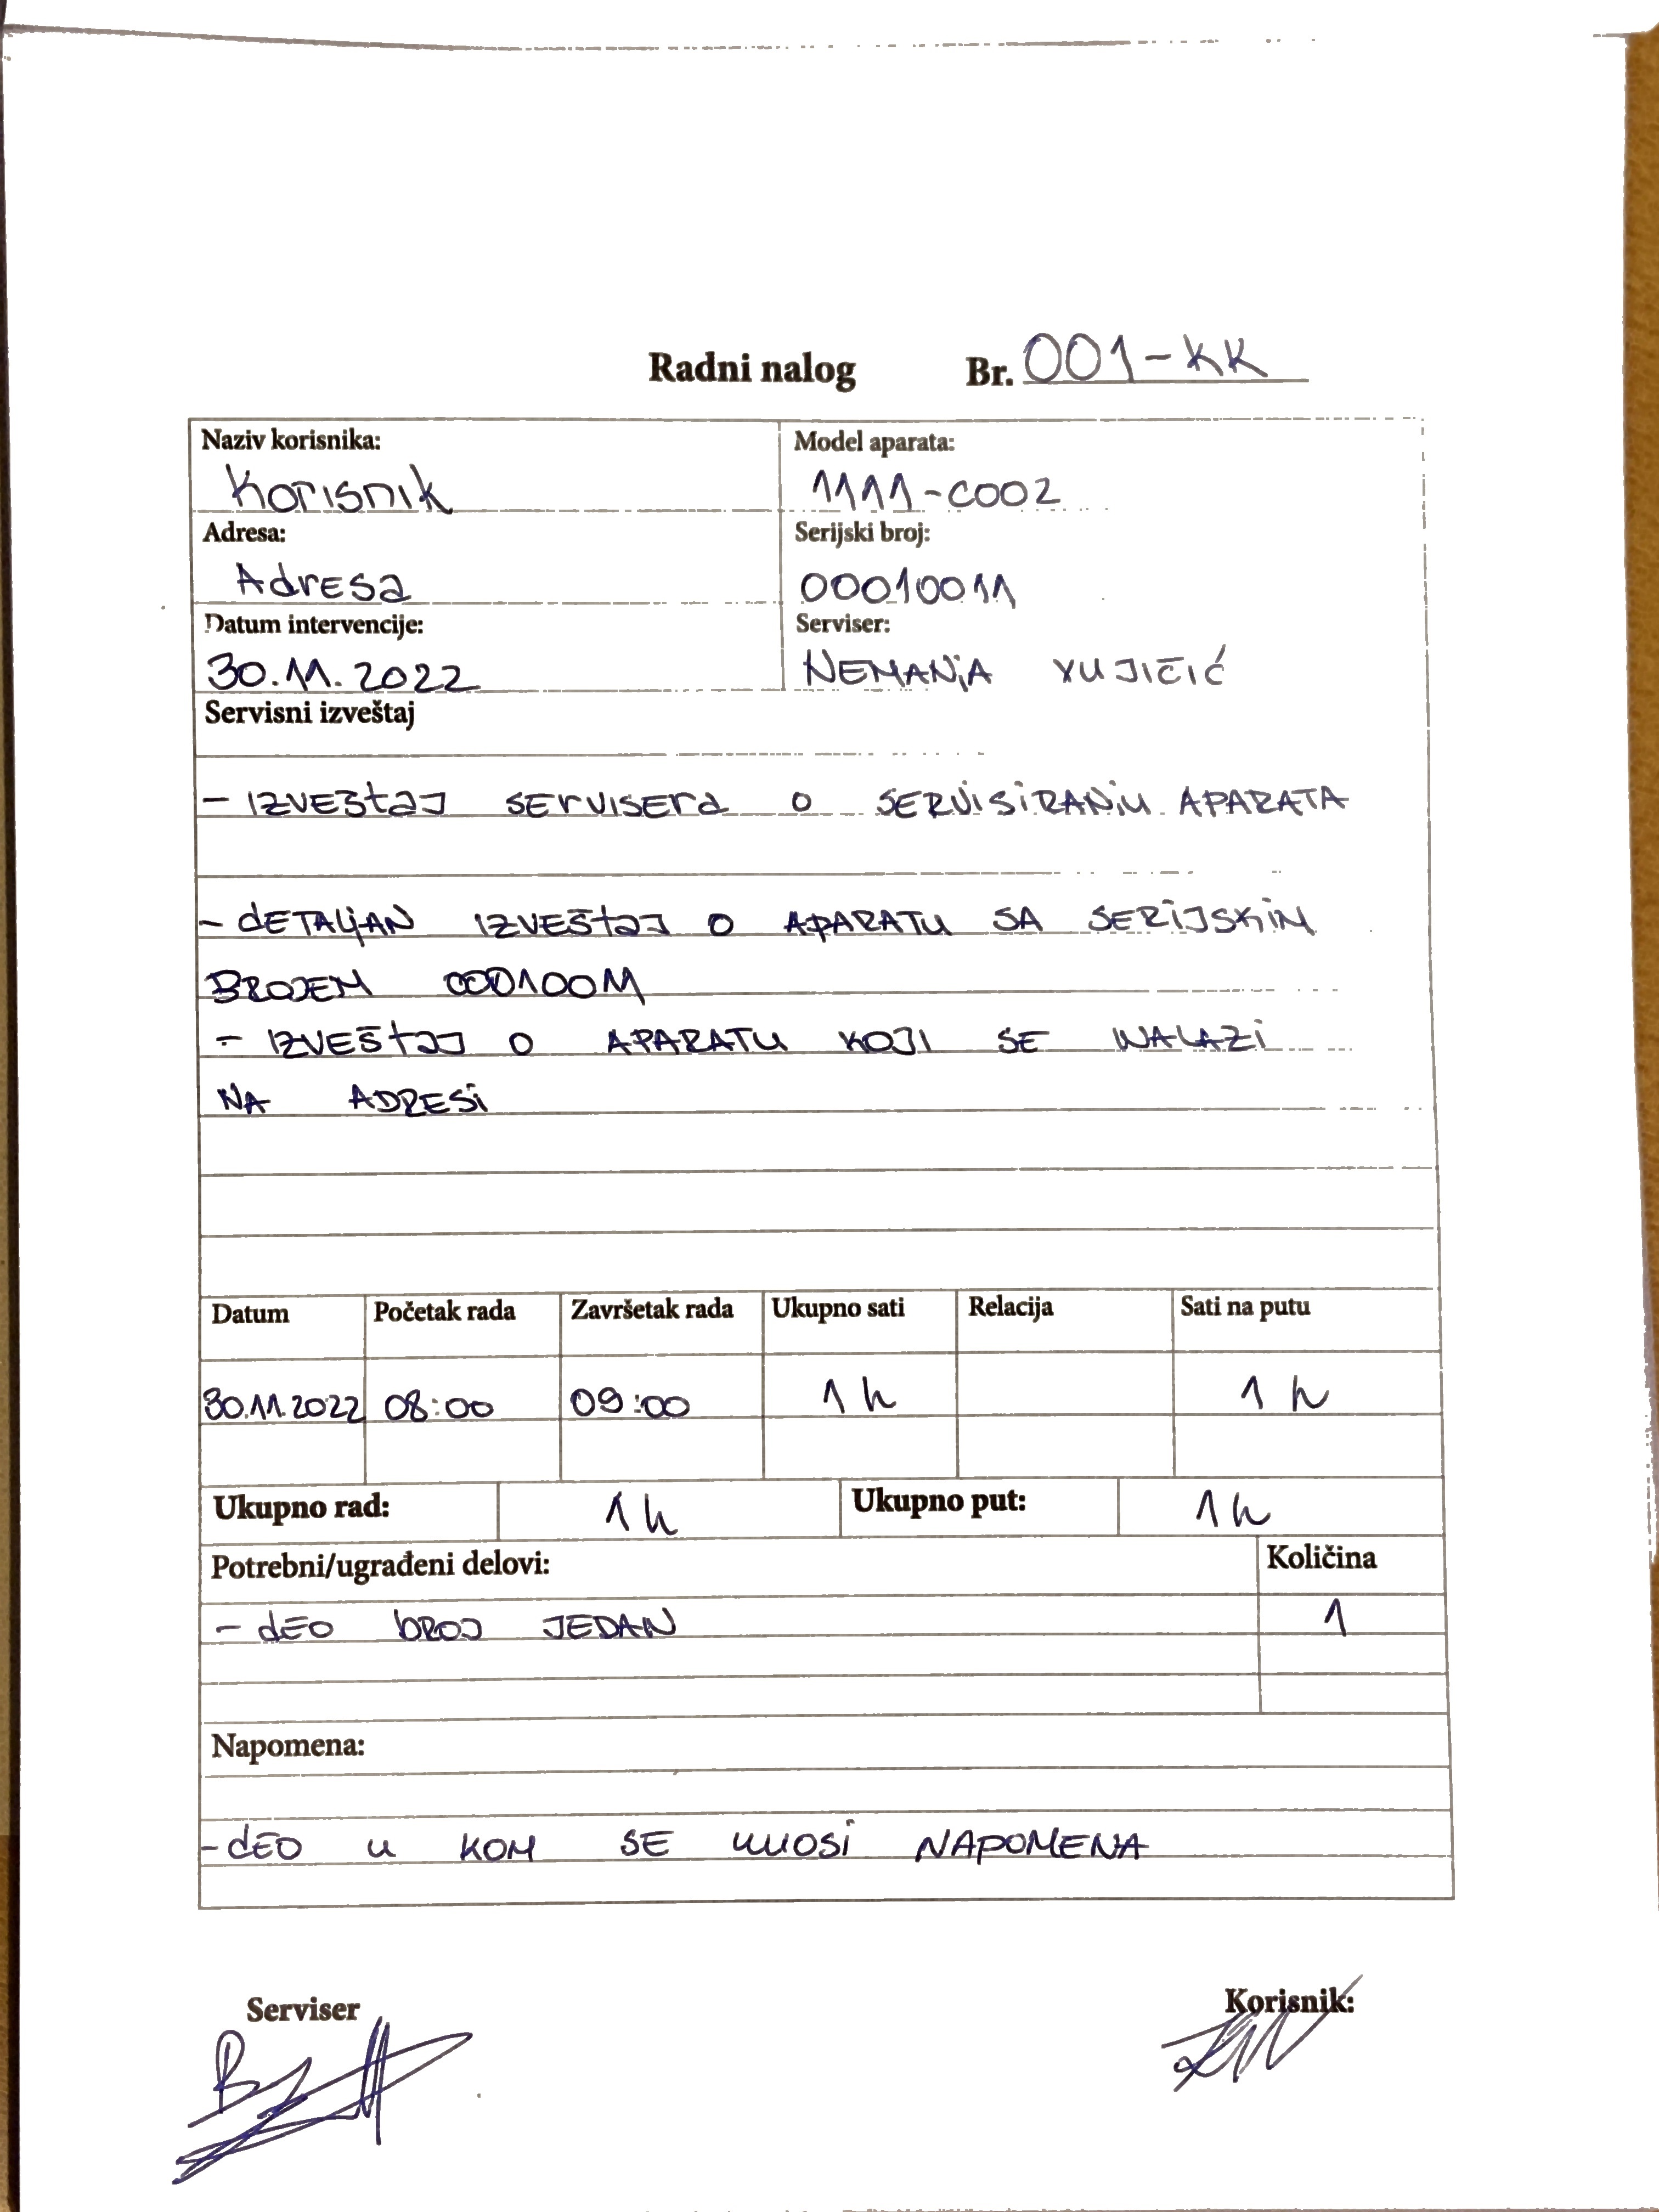 Radni nalog Br. 001-KK
Naziv korisnika: Model aparata:
Korisnik 1111-C002
Adresa: Serijski broj:
Adresa 00010011
Datum intervencije: Serviser:
30.11.2022 NEMANJA VUJIČIĆ
Servisni izveštaj
- IZVEŠTAJ SERVISERA O SERVISIRANJU APARATA
- DETALJAN IZVEŠTAJ O APARATU SA SERIJSKIM
BROJEM 00010011
- IZVEŠTAJ O APARATU KOJI SE NALAZI
NA ADRESI
Datum Početak rada Završetak rada Ukupno sati Relacija Sati na putu
30.11.2022 08:00 09:00 1 h 1 h
Ukupno rad: 1 h Ukupno put: 1 h
Potrebni/ugrađeni delovi: Količina
- DEO BROJ JEDAN 1
Napomena:
- DEO U KOM SE UNOSI NAPOMENA
Serviser Korisnik: